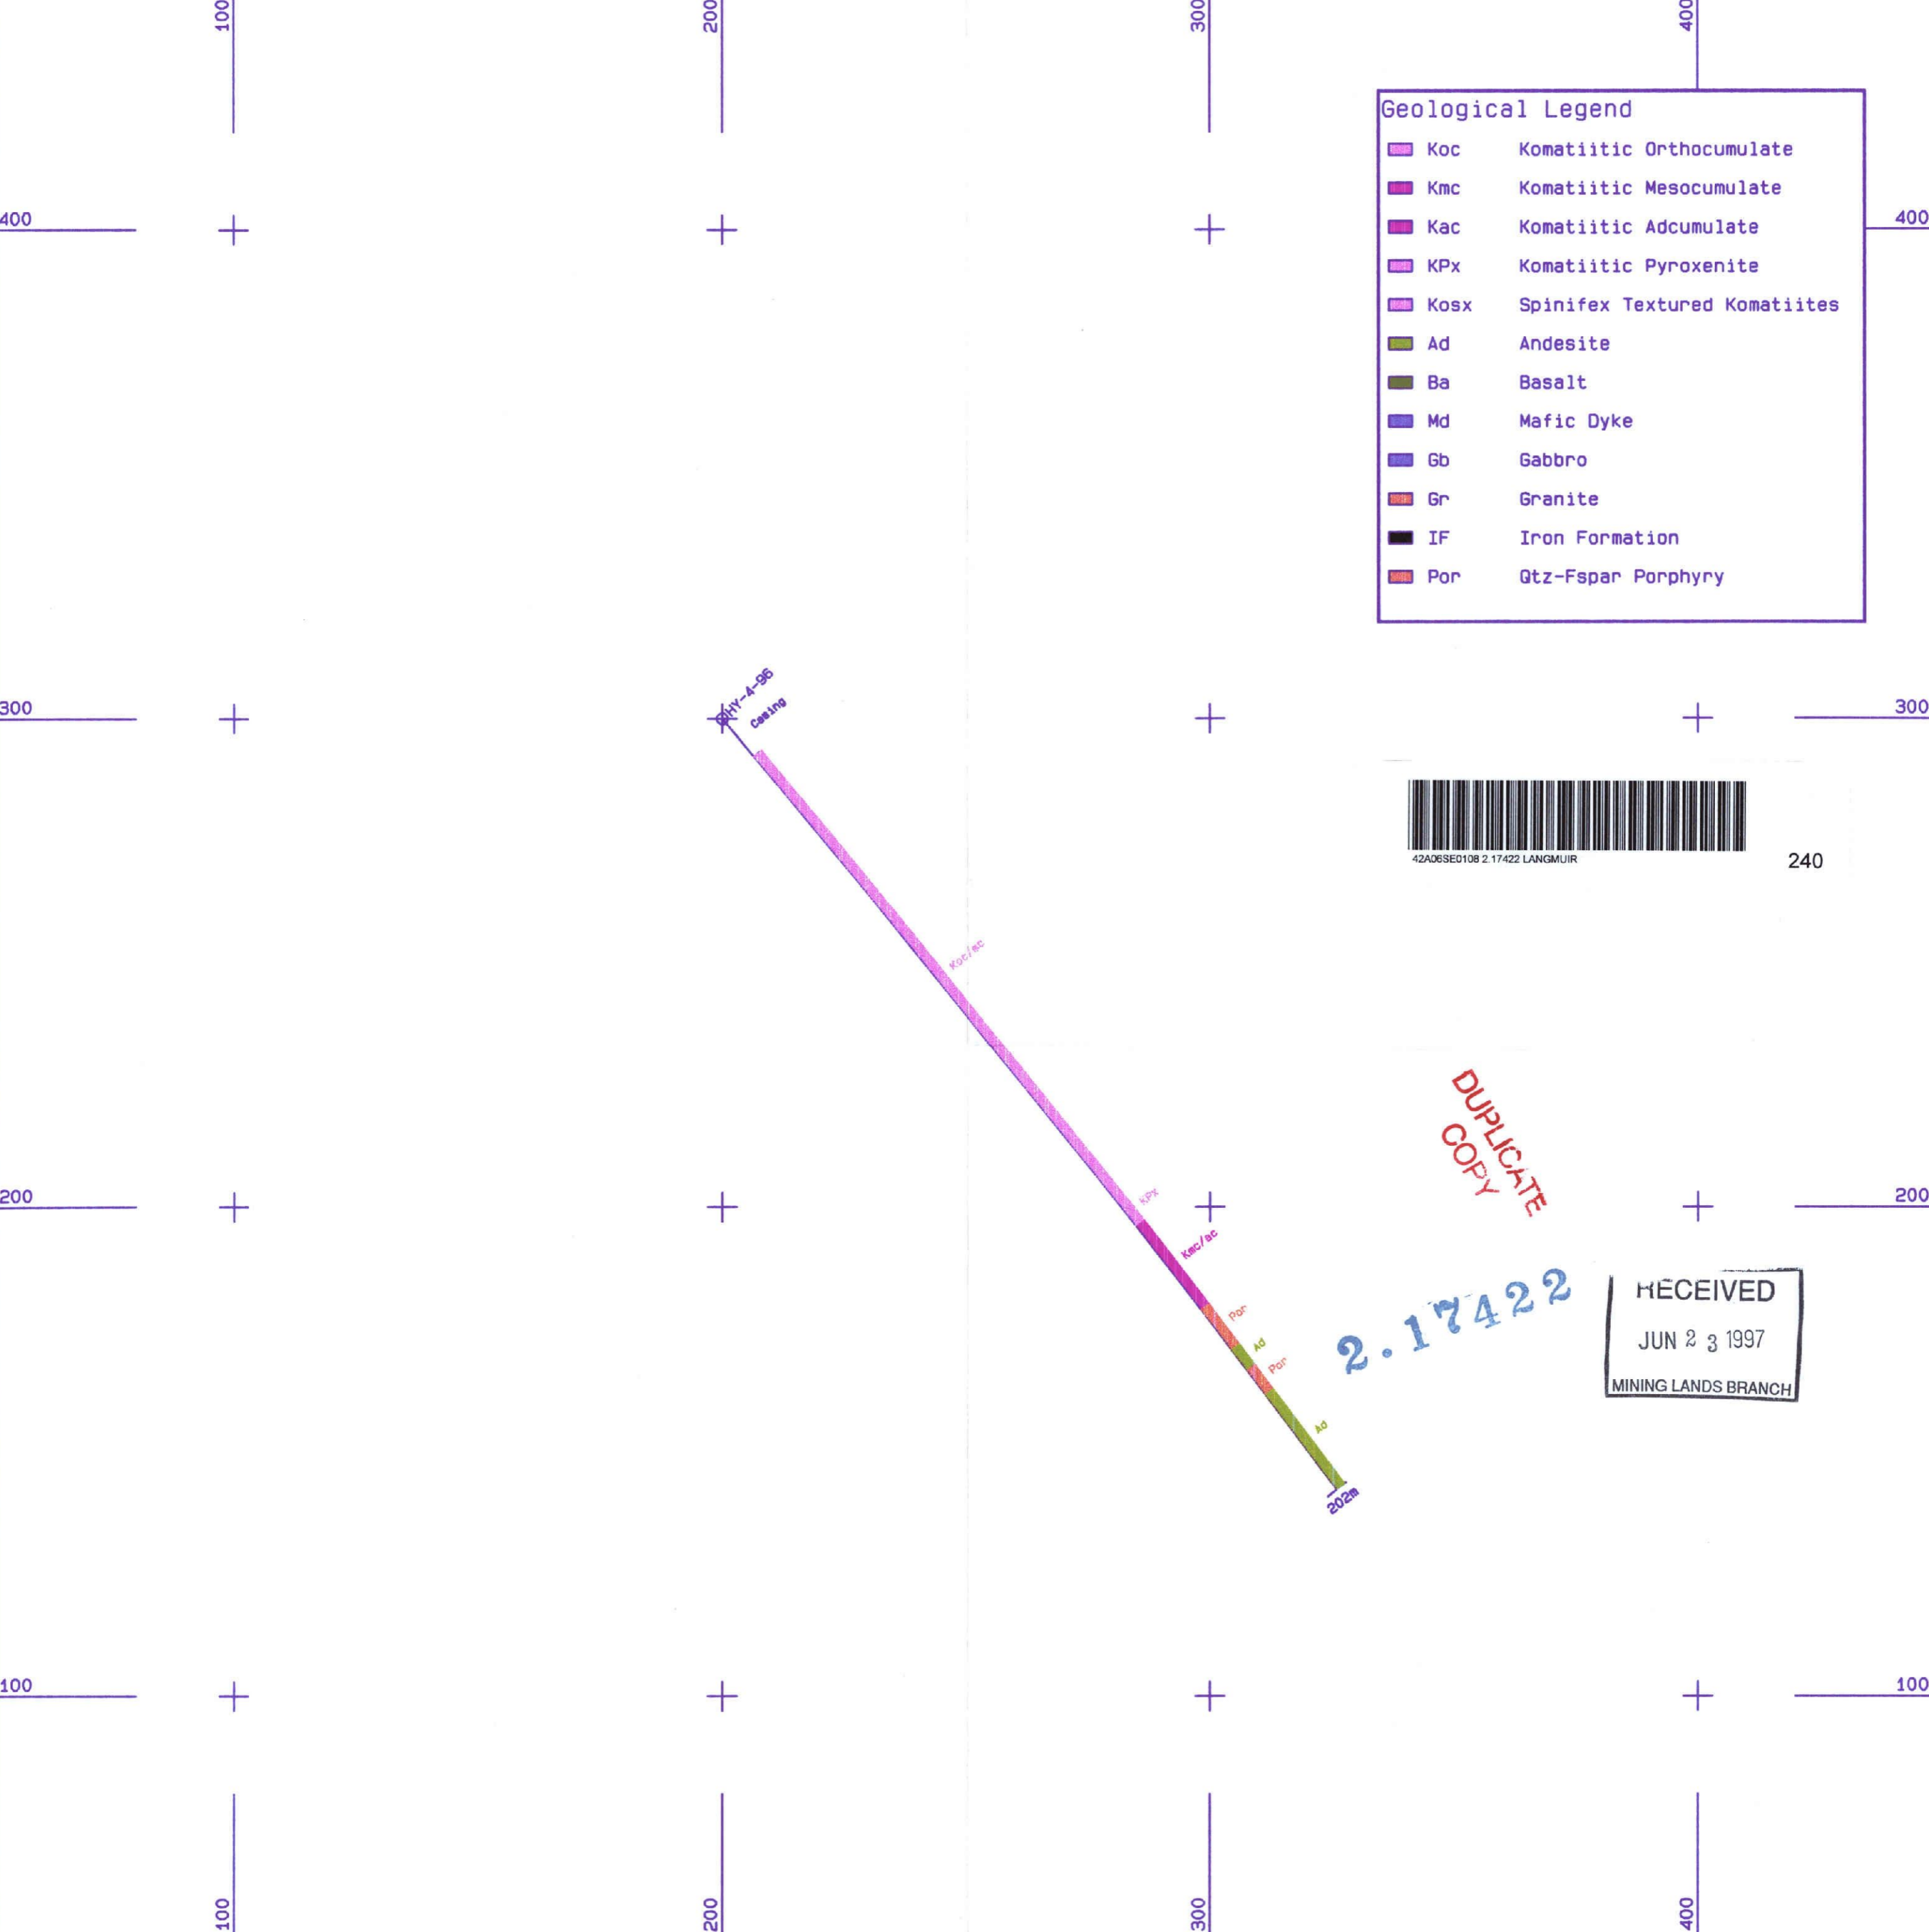 100 200 300 400
Geological Legend
Koc Komatiitic Orthocumulate
Kmc Komatiitic Mesocumulate
Kac Komatiitic Adcumulate
KPx Komatiitic Pyroxenite
Kosx Spinifex Textured Komatiites
Ad Andesite
Ba Basalt
Md Mafic Dyke
Gb Gabbro
Gr Granite
IF Iron Formation
Por Qtz-Fspar Porphyry
400 400
HY-4-96
Casing
300 300
42A06SE0108 2.17422 LANGMUIR
240
Koc/ac
DUPLICATE
COPY
KPx
200 200
Kmc/ac
Por
Ad
Por
Ad
202m
2.17422
RECEIVED
JUN 23 1997
MINING LANDS BRANCH
100 100
100 200 300 400